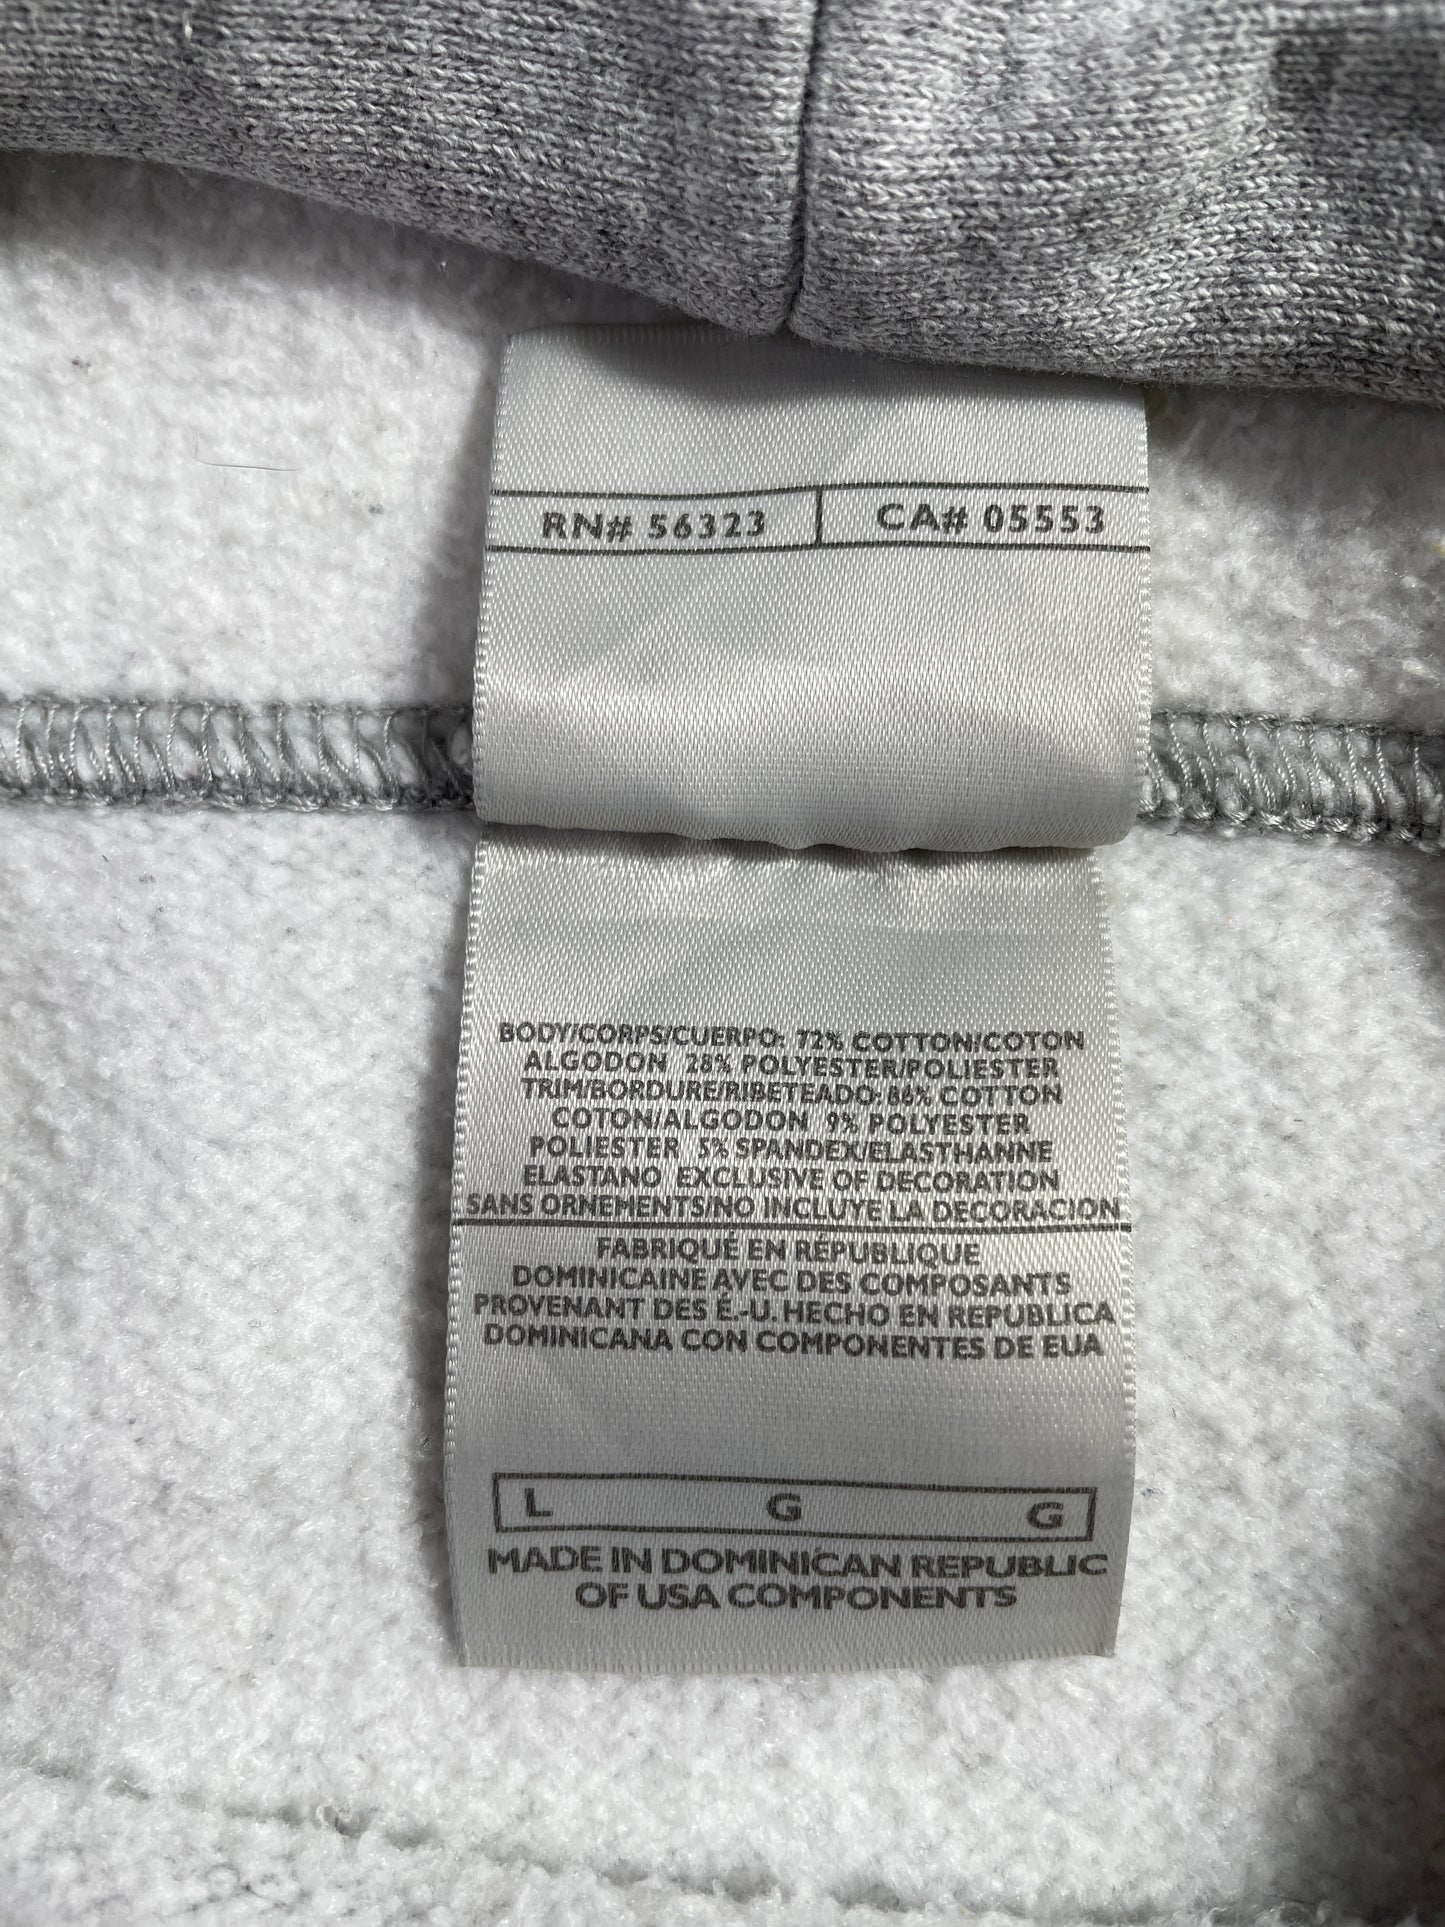 RN# 56323 CA# 05553
BODY/CORPS/CUERPO: 72% COTTON/COTON
ALGODON 28% POLYESTER/POLIESTER
TRIM/BORDURE/RIBETEADO: 86% COTTON
COTON/ALGODON 9% POLYESTER
POLIESTER 5% SPANDEX/ELASTHANNE
ELASTANO EXCLUSIVE OF DECORATION
SANS ORNEMENTS/NO INCLUYE LA DECORACION
FABRIQUÉ EN RÉPUBLIQUE
DOMINICAINE AVEC DES COMPOSANTS
PROVENANT DES É.-U. HECHO EN REPUBLICA
DOMINICANA CON COMPONENTES DE EUA
L G G
MADE IN DOMINICAN REPUBLIC
OF USA COMPONENTS